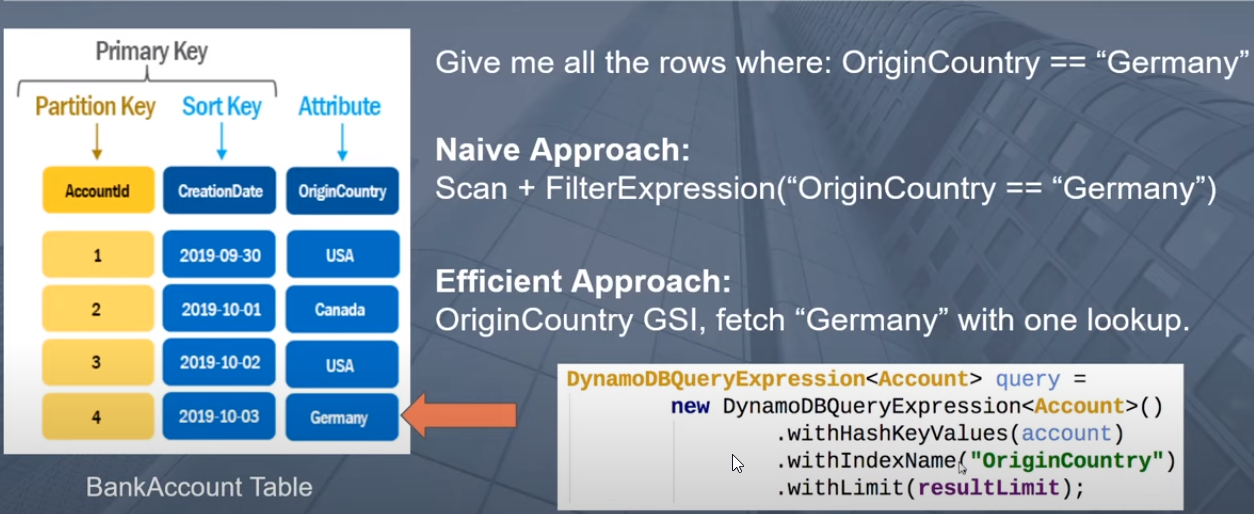 Primary Key
Partition Key Sort Key Attribute
AccountId CreationDate OriginCountry
1 2019-09-30 USA
2 2019-10-01 Canada
3 2019-10-02 USA
4 2019-10-03 Germany
BankAccount Table
Give me all the rows where: OriginCountry == “Germany”
Naive Approach:
Scan + FilterExpression(“OriginCountry == “Germany”)
Efficient Approach:
OriginCountry GSI, fetch “Germany” with one lookup.
DynamoDBQueryExpression<Account> query =
new DynamoDBQueryExpression<Account>()
.withHashKeyValues(account)
.withIndexName("OriginCountry")
.withLimit(resultLimit);